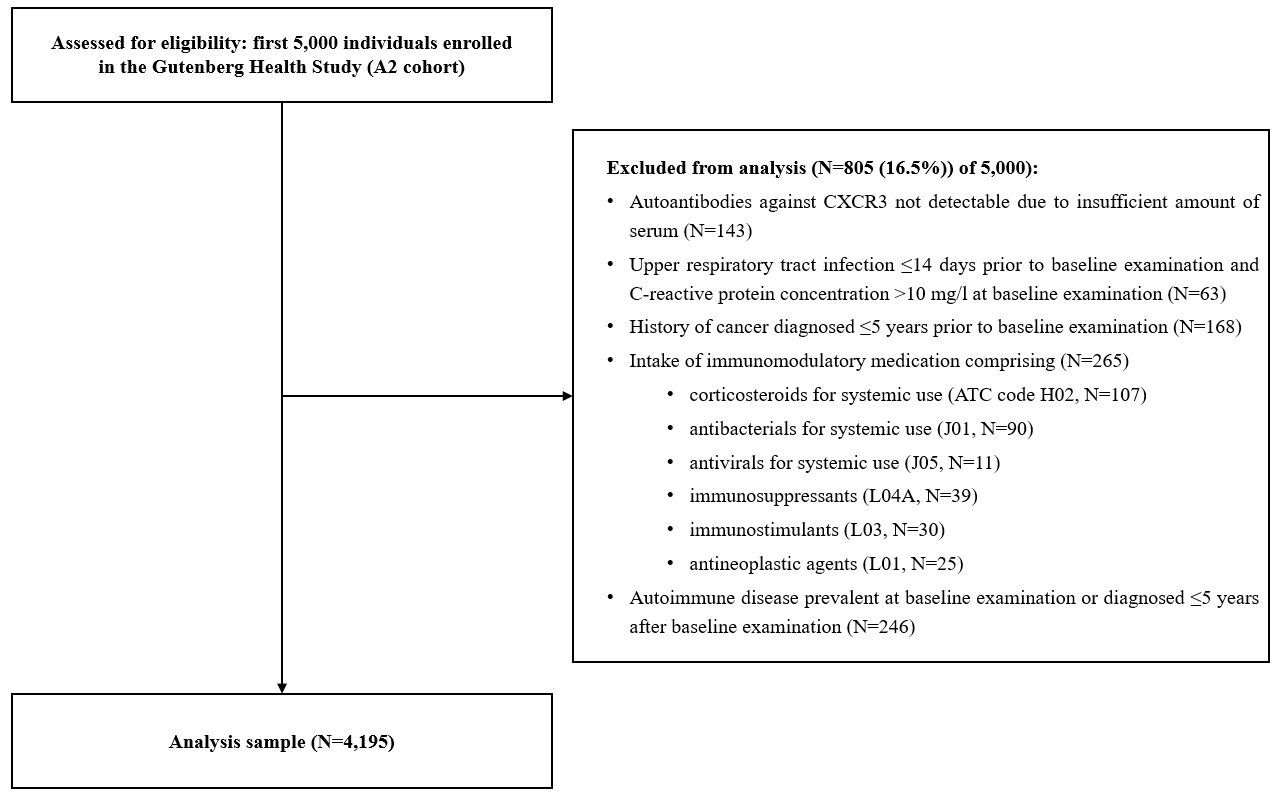 Assessed for eligibility: first 5,000 individuals enrolled
in the Gutenberg Health Study (A2 cohort)
Excluded from analysis (N=805 (16.5%)) of 5,000):
• Autoantibodies against CXCR3 not detectable due to insufficient amount of
serum (N=143)
• Upper respiratory tract infection ≤14 days prior to baseline examination and
C-reactive protein concentration >10 mg/l at baseline examination (N=63)
• History of cancer diagnosed ≤5 years prior to baseline examination (N=168)
• Intake of immunomodulatory medication comprising (N=265)
• corticosteroids for systemic use (ATC code H02, N=107)
• antibacterials for systemic use (J01, N=90)
• antivirals for systemic use (J05, N=11)
• immunosuppressants (L04A, N=39)
• immunostimulants (L03, N=30)
• antineoplastic agents (L01, N=25)
• Autoimmune disease prevalent at baseline examination or diagnosed ≤5 years
after baseline examination (N=246)
Analysis sample (N=4,195)